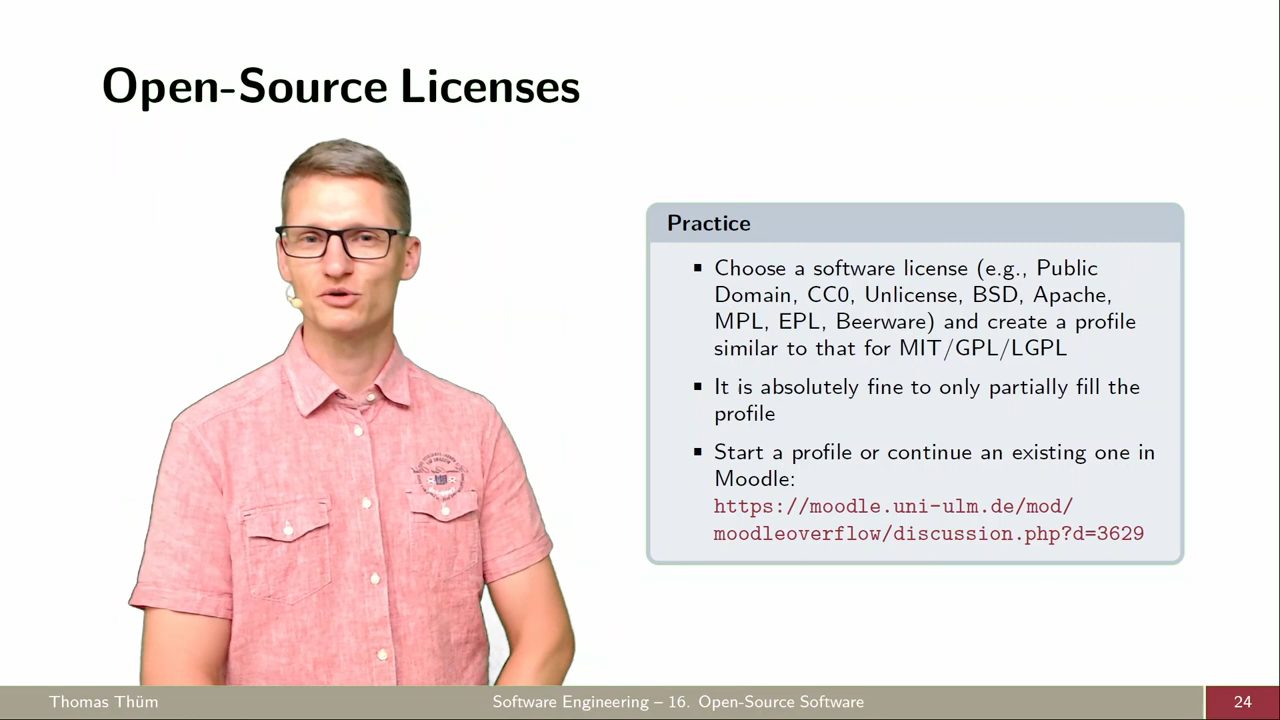 Open-Source Licenses
Practice
▪ Choose a software license (e.g., Public
Domain, CC0, Unlicense, BSD, Apache,
MPL, EPL, Beerware) and create a profile
similar to that for MIT/GPL/LGPL
▪ It is absolutely fine to only partially fill the
profile
▪ Start a profile or continue an existing one in
Moodle:
https://moodle.uni-ulm.de/mod/
moodleoverflow/discussion.php?d=3629
Thomas Thüm
Software Engineering – 16. Open-Source Software
24